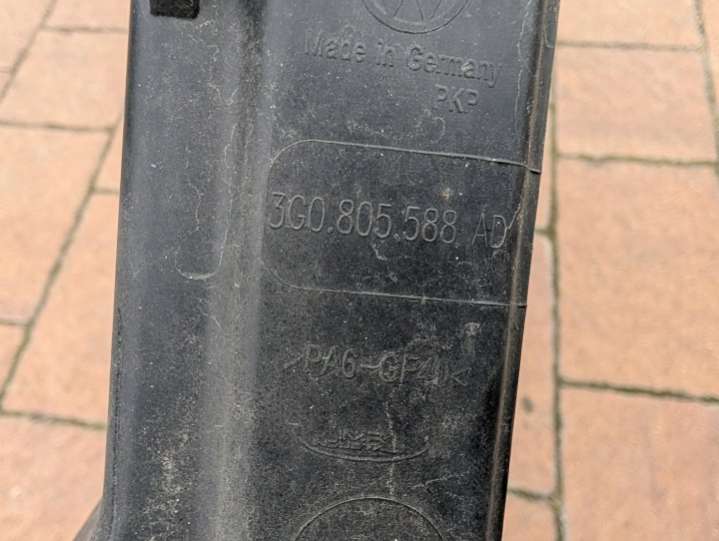 Made in Germany
PKP
3G0.805.588 AD
>PA6-GF40<